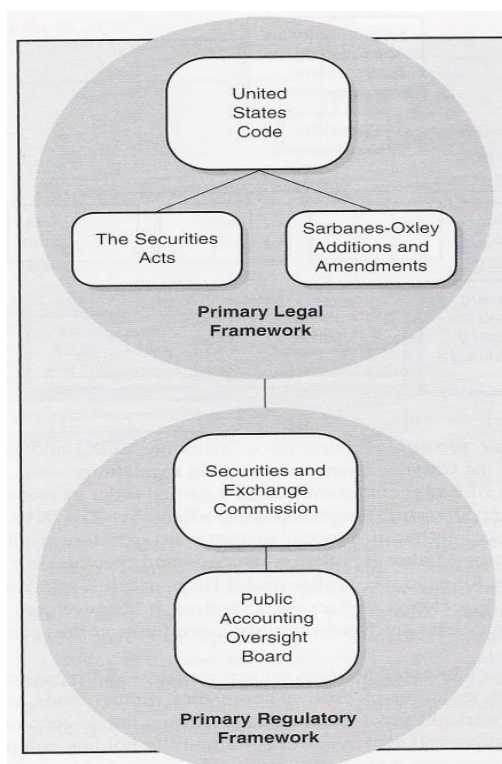 United
States
Code
The Securities
Acts
Sarbanes-Oxley
Additions and
Amendments
Primary Legal
Framework
Securities and
Exchange
Commission
Public
Accounting
Oversight
Board
Primary Regulatory
Framework